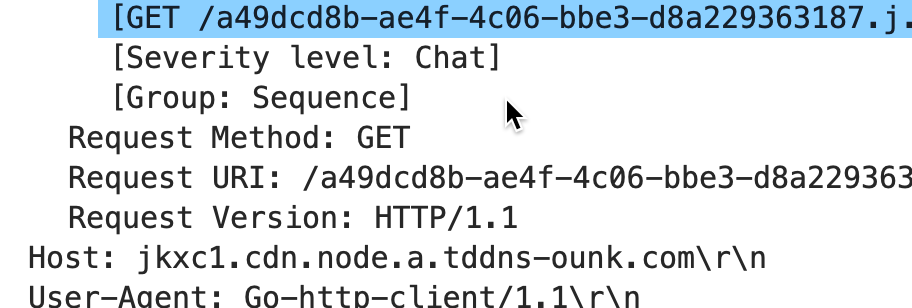 [GET /a49dcd8b-ae4f-4c06-bbe3-d8a229363187.j.
[Severity level: Chat]
[Group: Sequence]
Request Method: GET
Request URI: /a49dcd8b-ae4f-4c06-bbe3-d8a229363
Request Version: HTTP/1.1
Host: jkxc1.cdn.node.a.tddns-ounk.com\r\n
User-Agent: Go-http-client/1.1\r\n